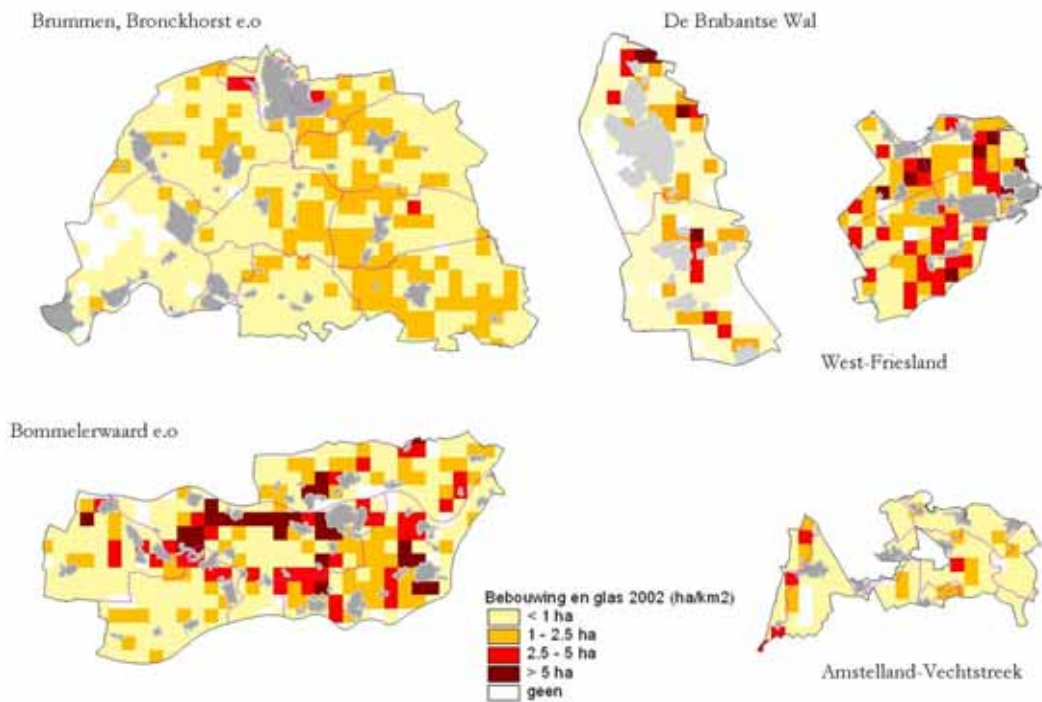 Brummen, Bronckhorst e.o
De Brabantse Wal
West-Friesland
Bommelerwaard e.o
Bebouwing en glas 2002 (ha/km2)
< 1 ha
1 - 2.5 ha
2.5 - 5 ha
> 5 ha
geen
Amstelland-Vechtstreek